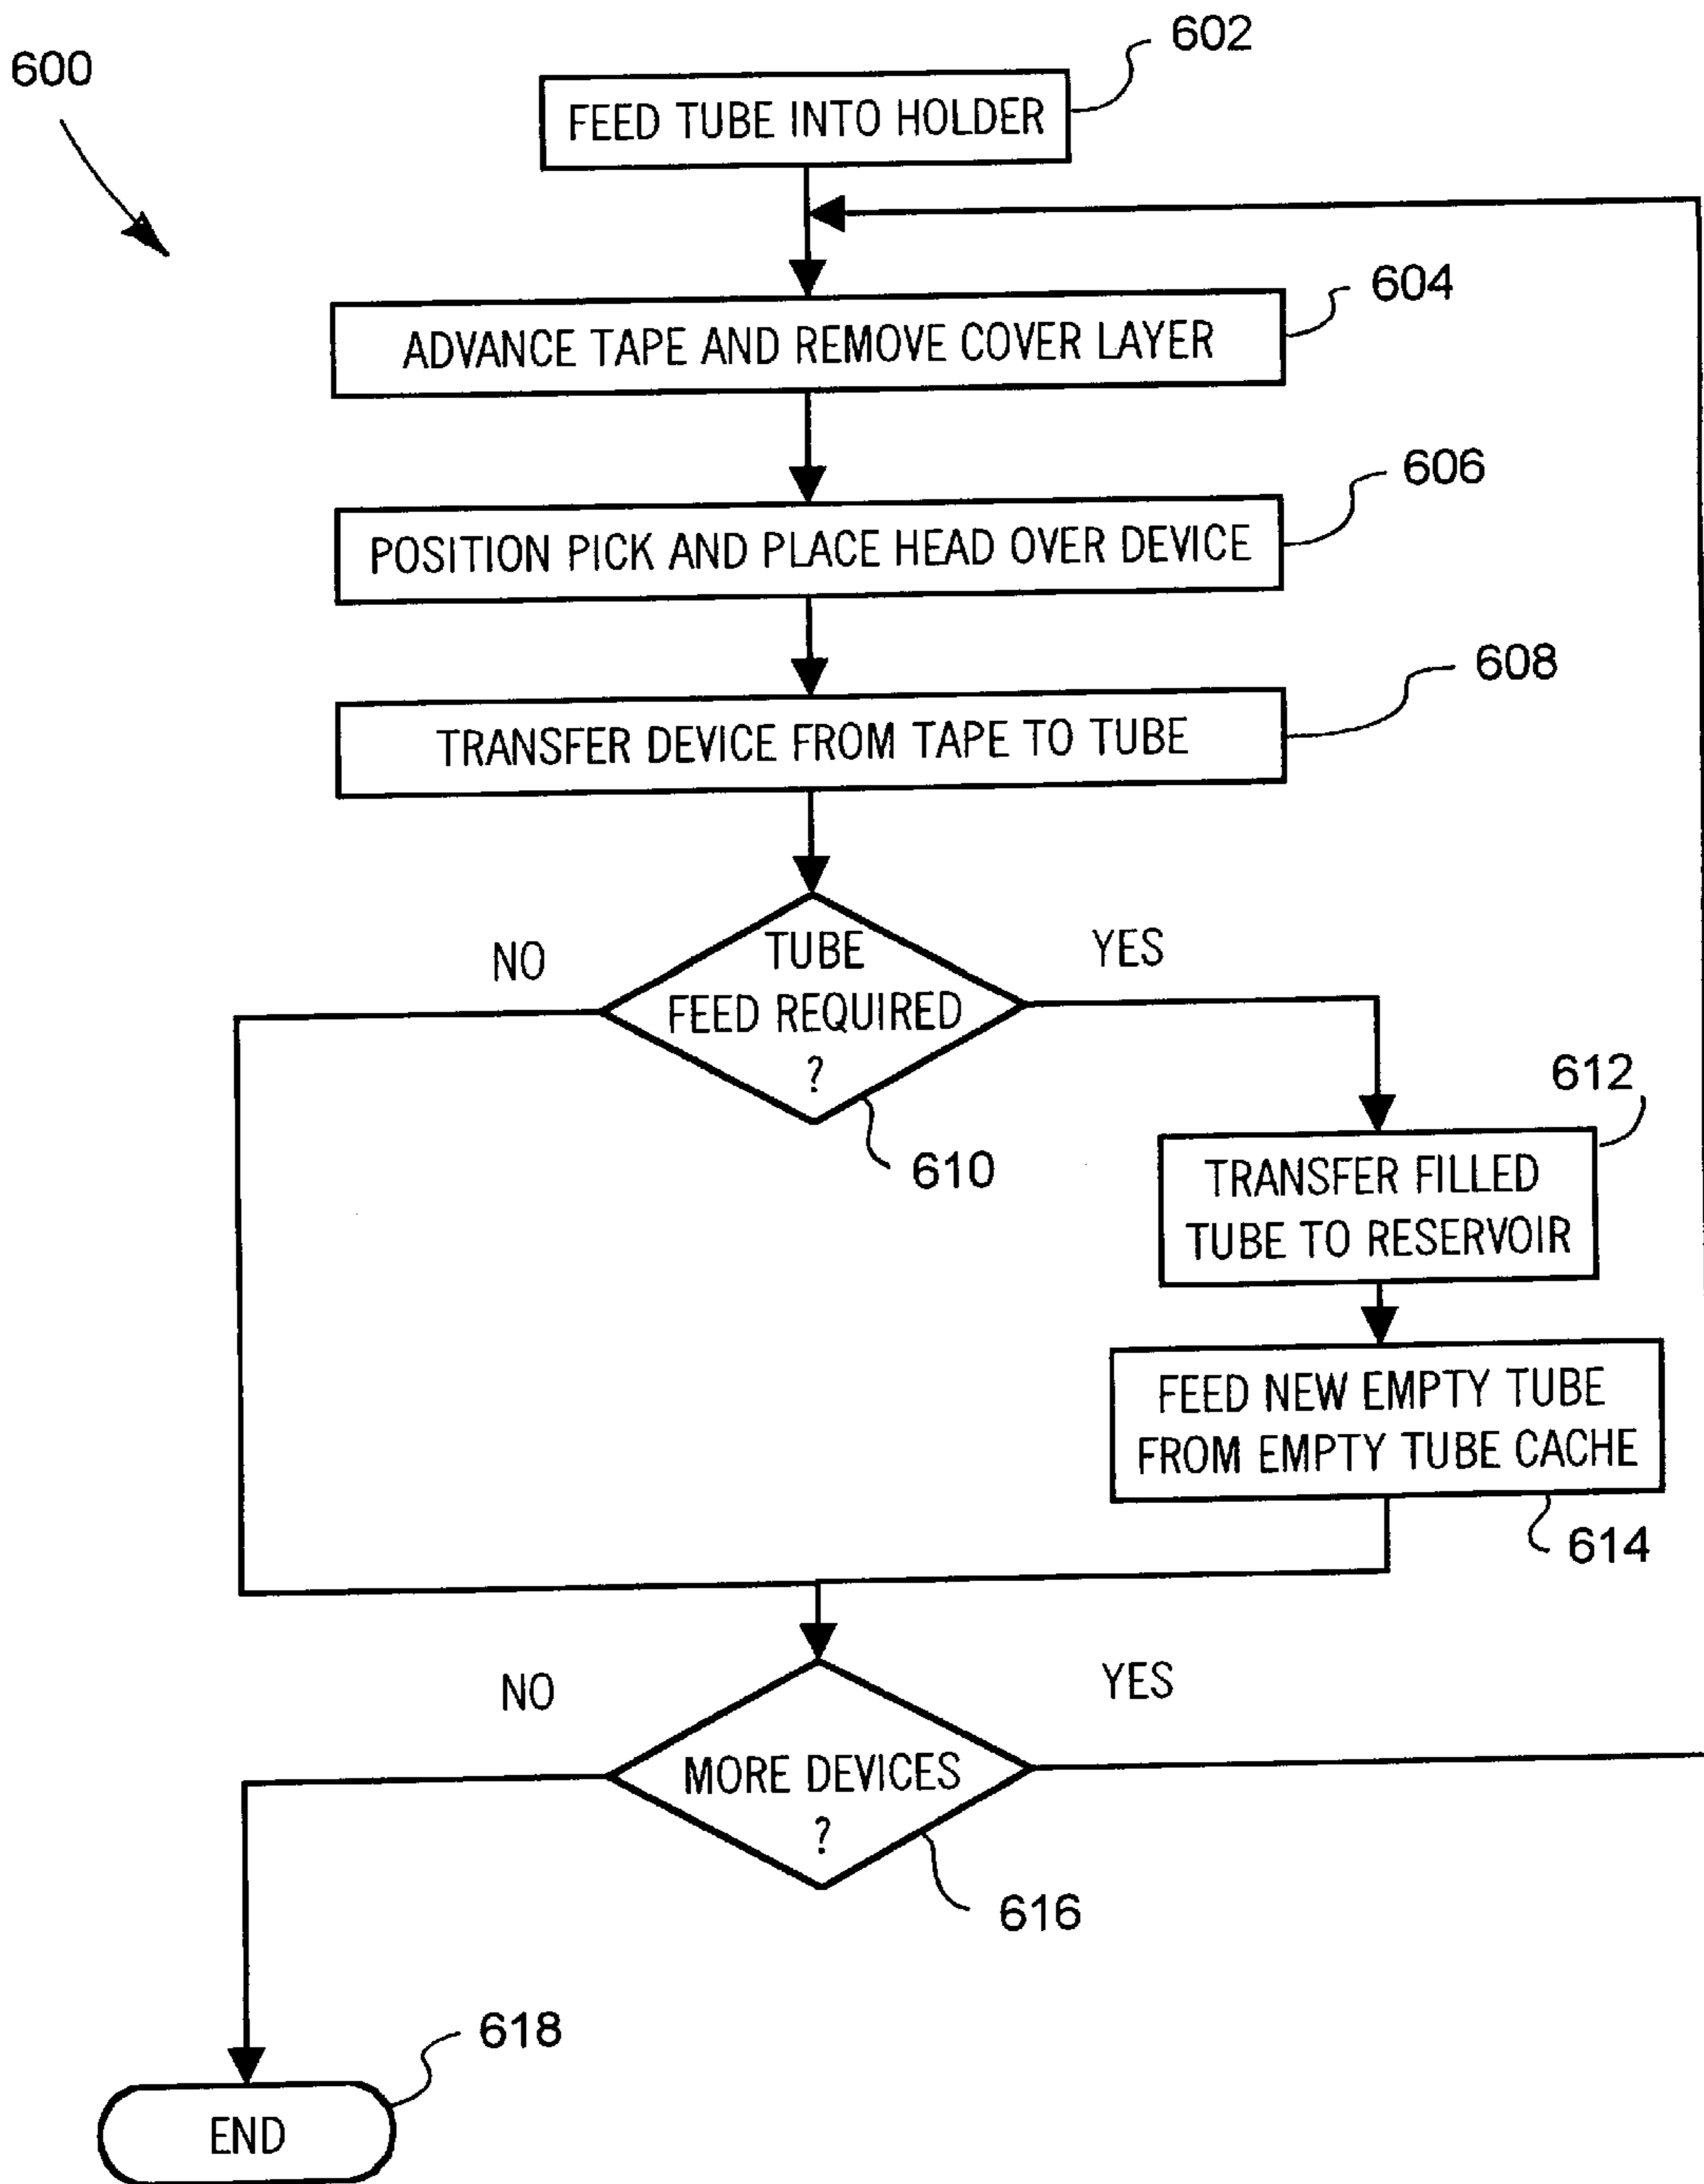 600
602
FEED TUBE INTO HOLDER
604
ADVANCE TAPE AND REMOVE COVER LAYER
606
POSITION PICK AND PLACE HEAD OVER DEVICE
608
TRANSFER DEVICE FROM TAPE TO TUBE
NO
YES
TUBE
FEED REQUIRED
?
610
612
TRANSFER FILLED
TUBE TO RESERVOIR
FEED NEW EMPTY TUBE
FROM EMPTY TUBE CACHE
614
NO
YES
MORE DEVICES
?
616
618
END